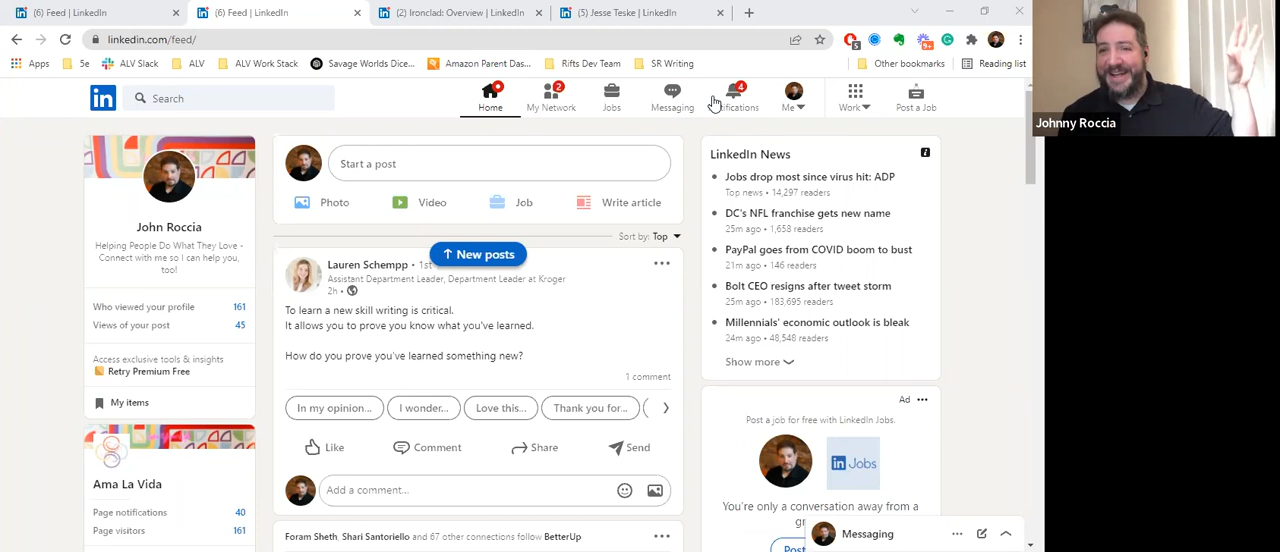 (6) Feed | LinkedIn
(6) Feed | LinkedIn
(2) Ironclad: Overview | LinkedIn
(5) Jesse Teske | LinkedIn
linkedin.com/feed/
5
9+
Apps
5e
ALV Slack
ALV
ALV Work Stack
Savage Worlds Dice...
Amazon Parent Das...
Rifts Dev Team
SR Writing
Other bookmarks
Reading list
in
Search
Home
2
My Network
Jobs
Messaging
4
tifications
Me
Work
Post a Job
Johnny Roccia
John Roccia
Helping People Do What They Love -
Connect with me so I can help you,
too!
Who viewed your profile 161
Views of your post 45
Access exclusive tools & insights
Retry Premium Free
My items
Ama La Vida
Page notifications 40
Page visitors 161
Start a post
Photo
Video
Job
Write article
Sort by: Top
New posts
Lauren Schempp • 1st
Assistant Department Leader, Department Leader at Kroger
2h •
To learn a new skill writing is critical.
It allows you to prove you know what you've learned.
How do you prove you've learned something new?
1 comment
In my opinion...
I wonder...
Love this...
Thank you for...
Like
Comment
Share
Send
Add a comment...
Foram Sheth, Shari Santoriello and 67 other connections follow BetterUp
LinkedIn News
Jobs drop most since virus hit: ADP
Top news • 14,297 readers
DC's NFL franchise gets new name
25m ago • 1,658 readers
PayPal goes from COVID boom to bust
21m ago • 146 readers
Bolt CEO resigns after tweet storm
25m ago • 183,695 readers
Millennials' economic outlook is bleak
24m ago • 48,548 readers
Show more
Ad
Post a job for free with LinkedIn Jobs.
in Jobs
You're only a conversation away from a
Post
Messaging